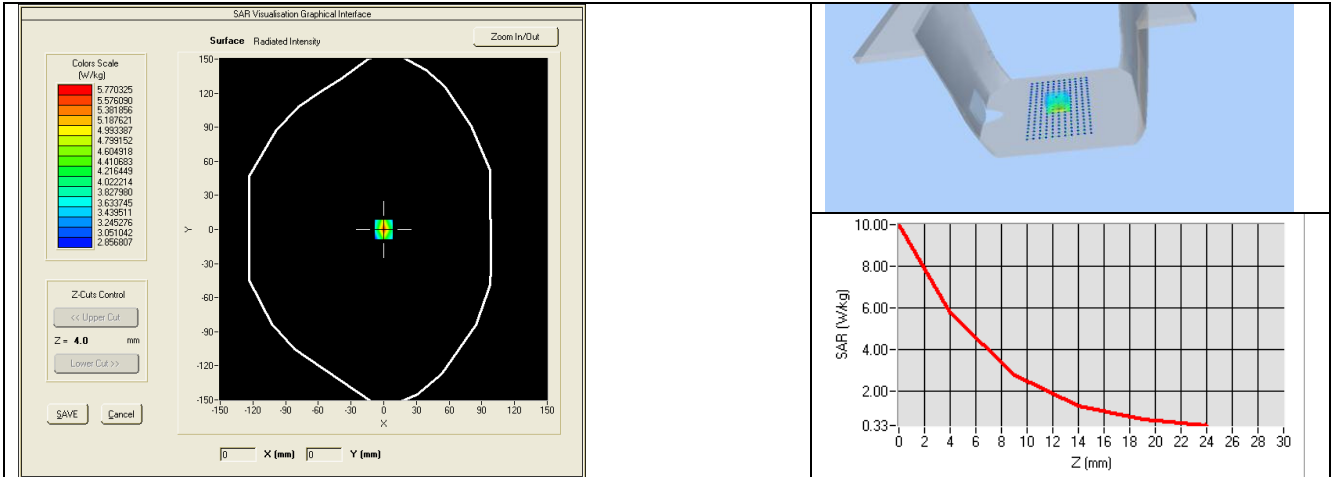 SAR Visualisation Graphical Interface
Surface Radiated Intensity
Zoom In/Out
Colors Scale
(W/kg)
5.770325
5.576090
5.381856
5.187621
4.993387
4.799152
4.604918
4.410683
4.216449
4.022214
3.827980
3.633745
3.439511
3.245276
3.051042
2.856807
Z-Cuts Control
<< Upper Cut
Z = 4.0 mm
Lower Cut >>
SAVE Cancel
150
120
90
60
30
0
-30
-60
-90
-120
-150
Y
-150 -120 -90 -60 -30 0 30 60 90 120 150
X
0 X (mm) 0 Y (mm)
10.00
8.00
6.00
4.00
2.00
0.33
SAR (W/kg)
0 2 4 6 8 10 12 14 16 18 20 22 24 26 28 30
Z (mm)